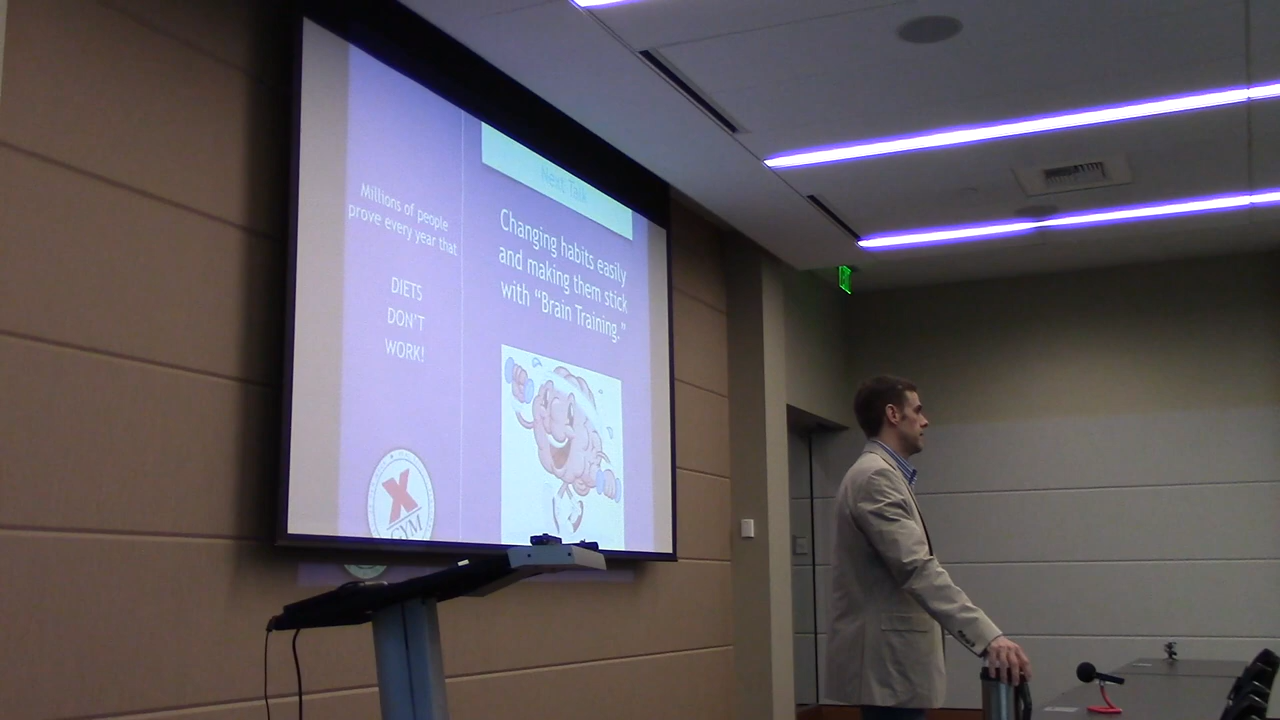 Next Talk
Millions of people
prove every year that
DIETS
DON'T
WORK!
Changing habits easily
and making them stick
with "Brain Training."
X
GYM